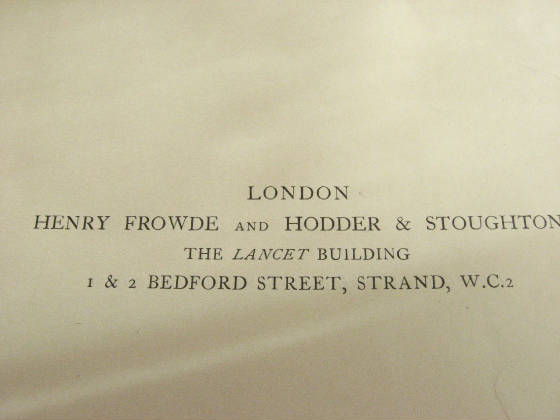 LONDON
HENRY FROWDE AND HODDER & STOUGHTON
THE LANCET BUILDING
1 & 2 BEDFORD STREET, STRAND, W.C.2